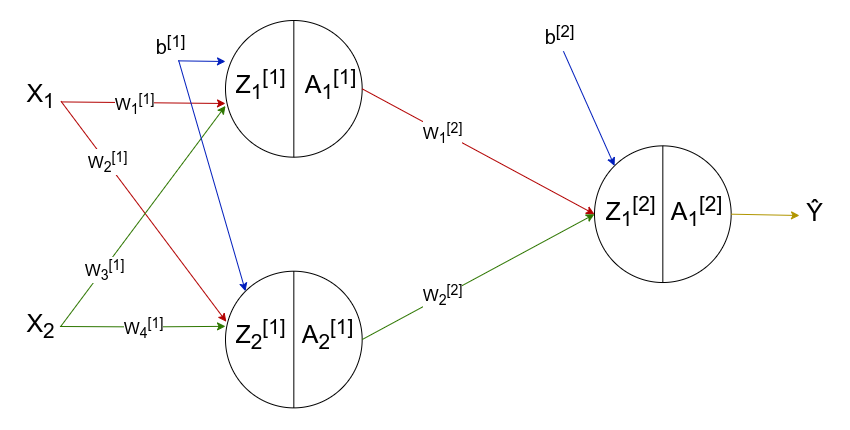 b[1]
b[2]
Z1[1] A1[1]
X1
W1[1]
W1[2]
W2[1]
Z1[2] A1[2]
Ŷ
W3[1]
W2[2]
X2
W4[1]
Z2[1] A2[1]